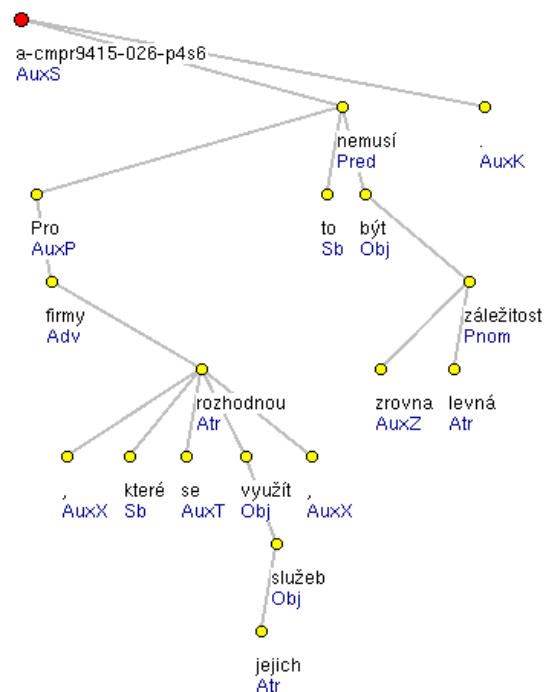 a-cmpr9415-026-p4s6
AuxS
nemusí
Pred
.
AuxK
Pro
AuxP
to
Sb
být
Obj
firmy
Adv
záležitost
Pnom
rozhodnou
Atr
zrovna
AuxZ
levná
Atr
,
AuxX
které
Sb
se
AuxT
využít
Obj
,
AuxX
služeb
Obj
jejich
Atr